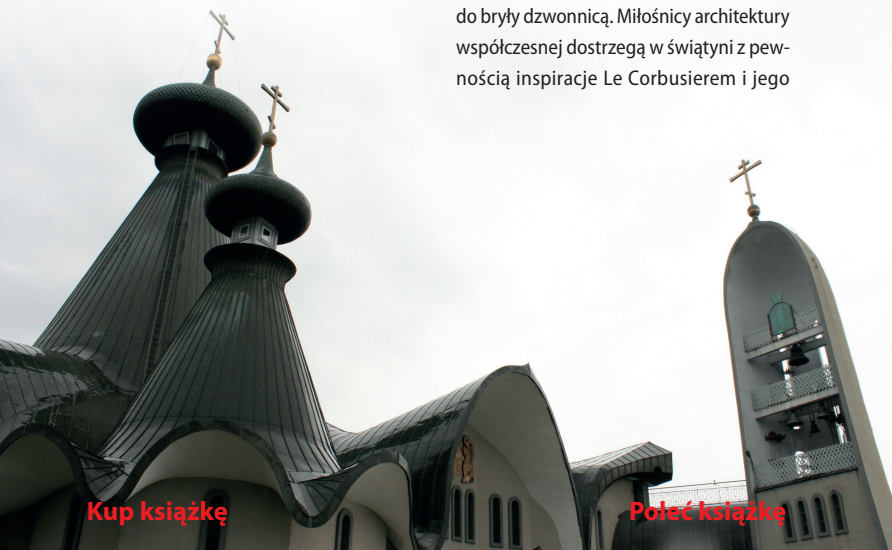 do bryły dzwonnicą. Miłośnicy architektury
współczesnej dostrzegą w świątyni z pew-
nością inspiracje Le Corbusierem i jego
Kup książkę
Poleć książkę